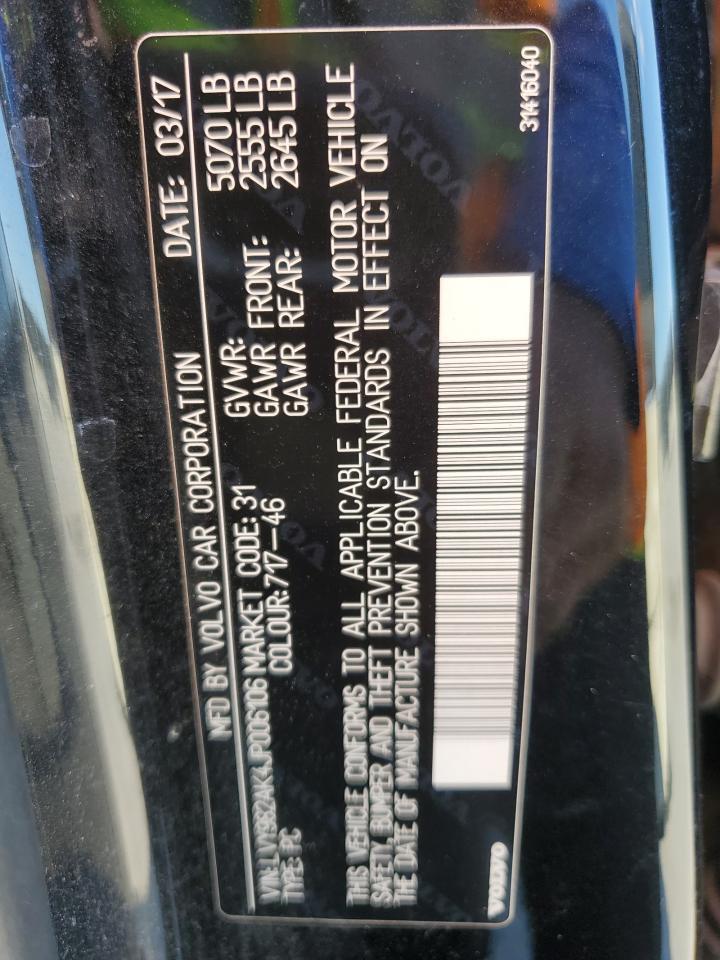 MFD BY VOLVO CAR CORPORATION DATE: 03/17
VIN: LVY982AK4JP006106 MARKET CODE: 31 GVWR: 5070 LB
TYPE: PC COLOUR: 717-46 GAWR FRONT: 2555 LB
GAWR REAR: 2645 LB
THIS VEHICLE CONFORMS TO ALL APPLICABLE FEDERAL MOTOR VEHICLE
SAFETY, BUMPER AND THEFT PREVENTION STANDARDS IN EFFECT ON
THE DATE OF MANUFACTURE SHOWN ABOVE.
VOLVO 31416040